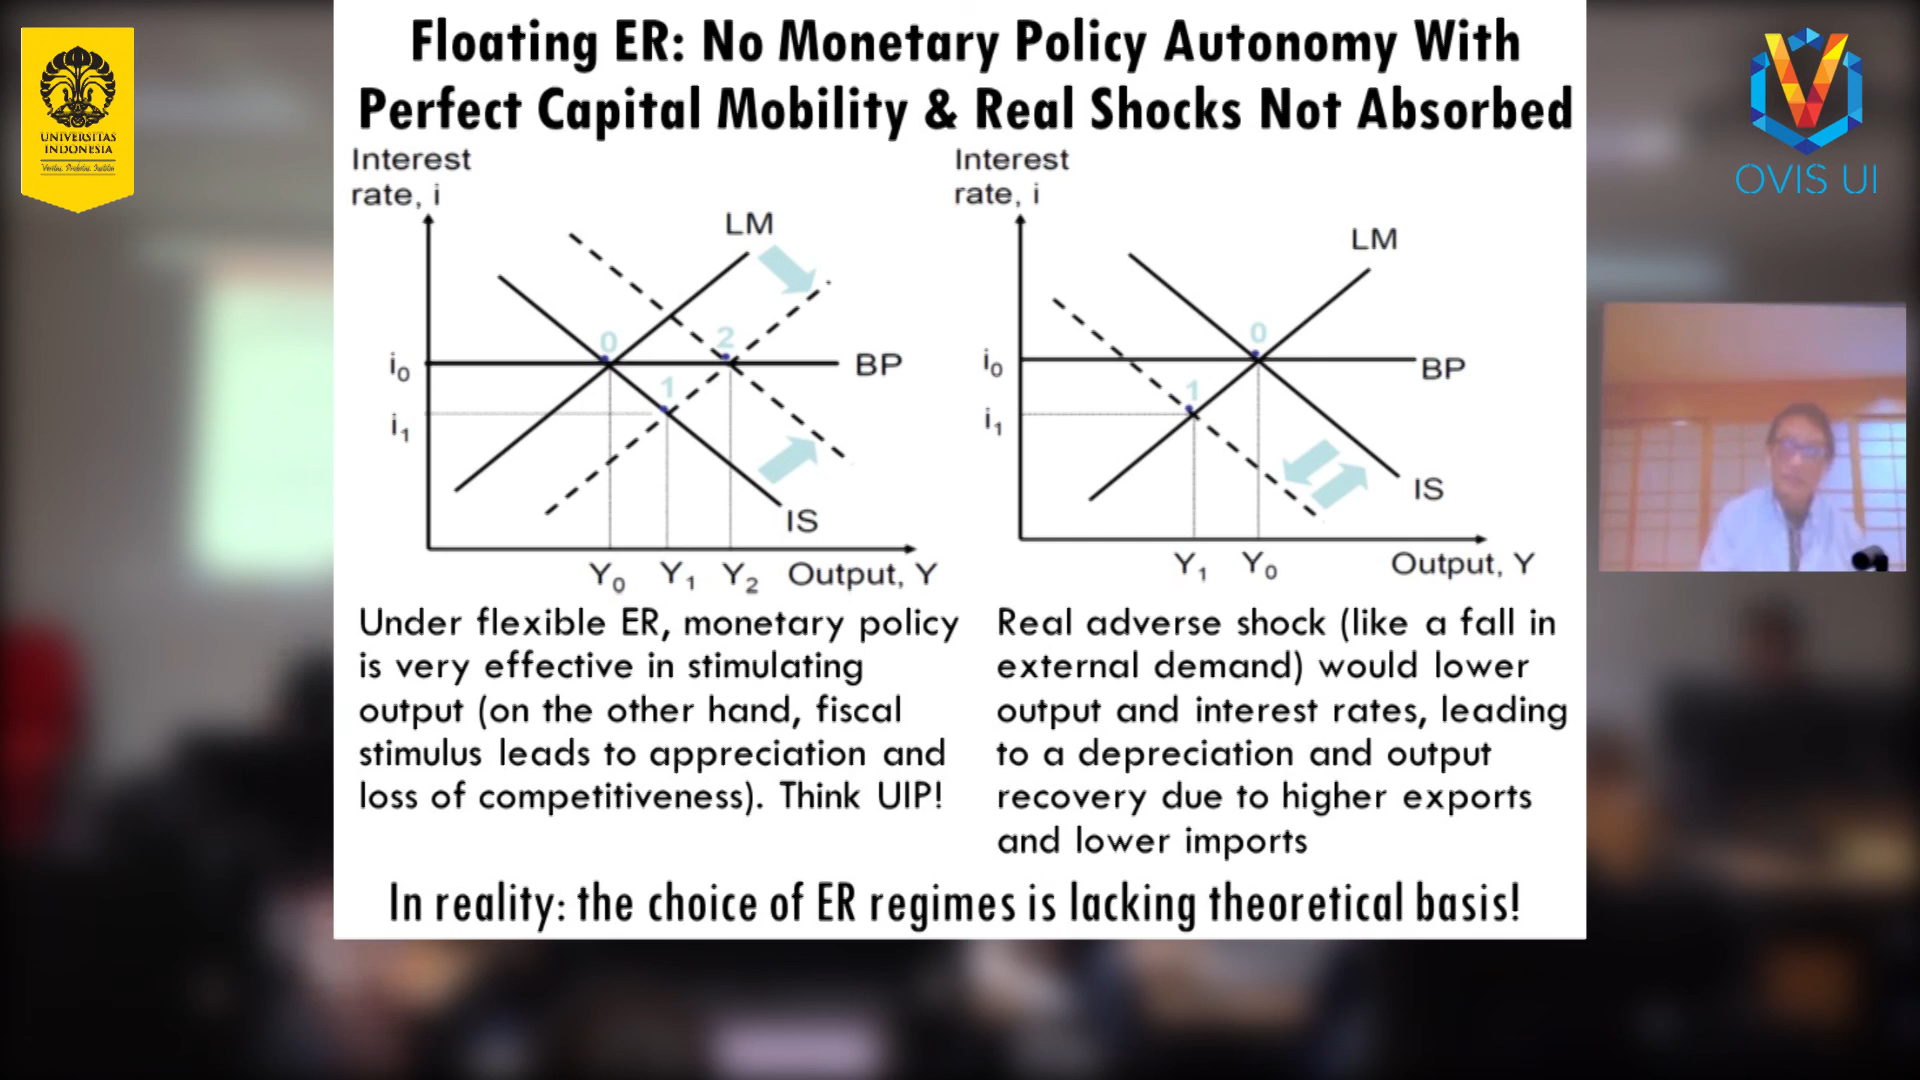 UNIVERSITAS
INDONESIA
Veritas, Probitas, Iustitia
Floating ER: No Monetary Policy Autonomy With
Perfect Capital Mobility & Real Shocks Not Absorbed
OVIS UI
Interest
rate, i
LM
0
2
i0
BP
1
i1
IS
Y0 Y1 Y2 Output, Y
Interest
rate, i
LM
0
i0
BP
1
i1
IS
Y1 Y0 Output, Y
Under flexible ER, monetary policy
is very effective in stimulating
output (on the other hand, fiscal
stimulus leads to appreciation and
loss of competitiveness). Think UIP!
Real adverse shock (like a fall in
external demand) would lower
output and interest rates, leading
to a depreciation and output
recovery due to higher exports
and lower imports
In reality: the choice of ER regimes is lacking theoretical basis!